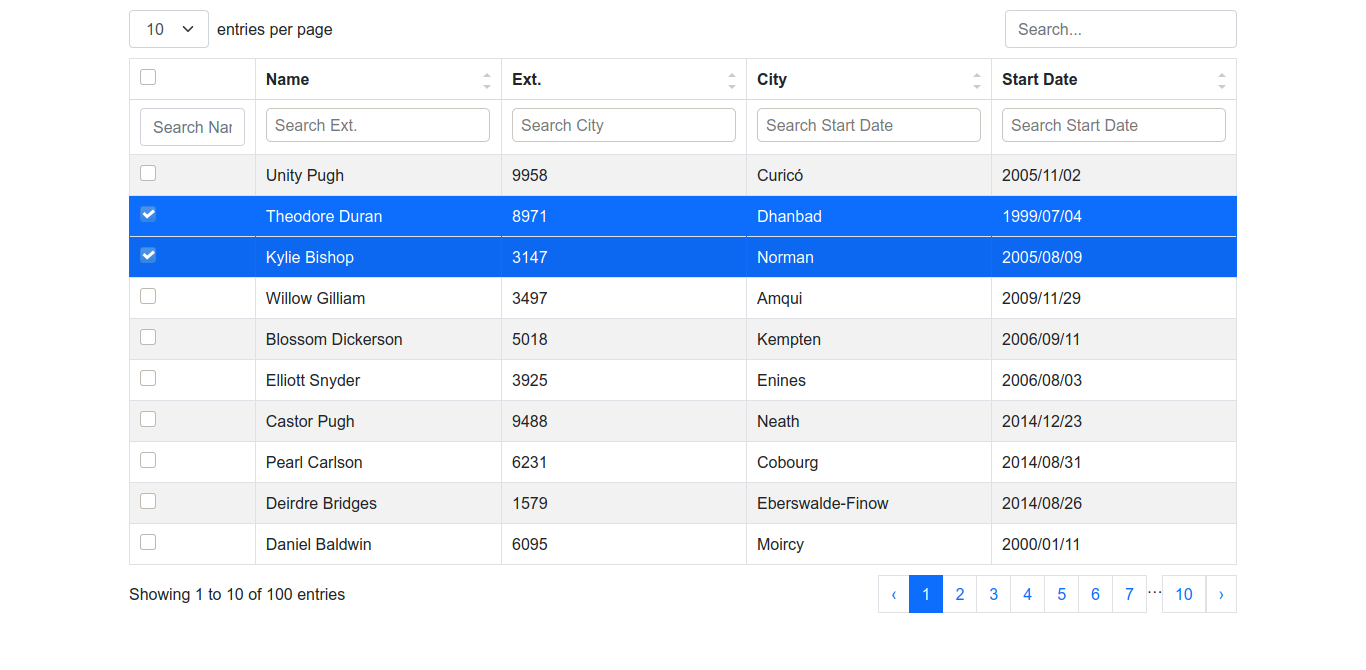 10 entries per page Search...
Name Ext. City Start Date
Search Nar Search Ext. Search City Search Start Date Search Start Date
Unity Pugh 9958 Curicó 2005/11/02
Theodore Duran 8971 Dhanbad 1999/07/04
Kylie Bishop 3147 Norman 2005/08/09
Willow Gilliam 3497 Amqui 2009/11/29
Blossom Dickerson 5018 Kempten 2006/09/11
Elliott Snyder 3925 Enines 2006/08/03
Castor Pugh 9488 Neath 2014/12/23
Pearl Carlson 6231 Cobourg 2014/08/31
Deirdre Bridges 1579 Eberswalde-Finow 2014/08/26
Daniel Baldwin 6095 Moircy 2000/01/11
Showing 1 to 10 of 100 entries ‹ 1 2 3 4 5 6 7 … 10 ›